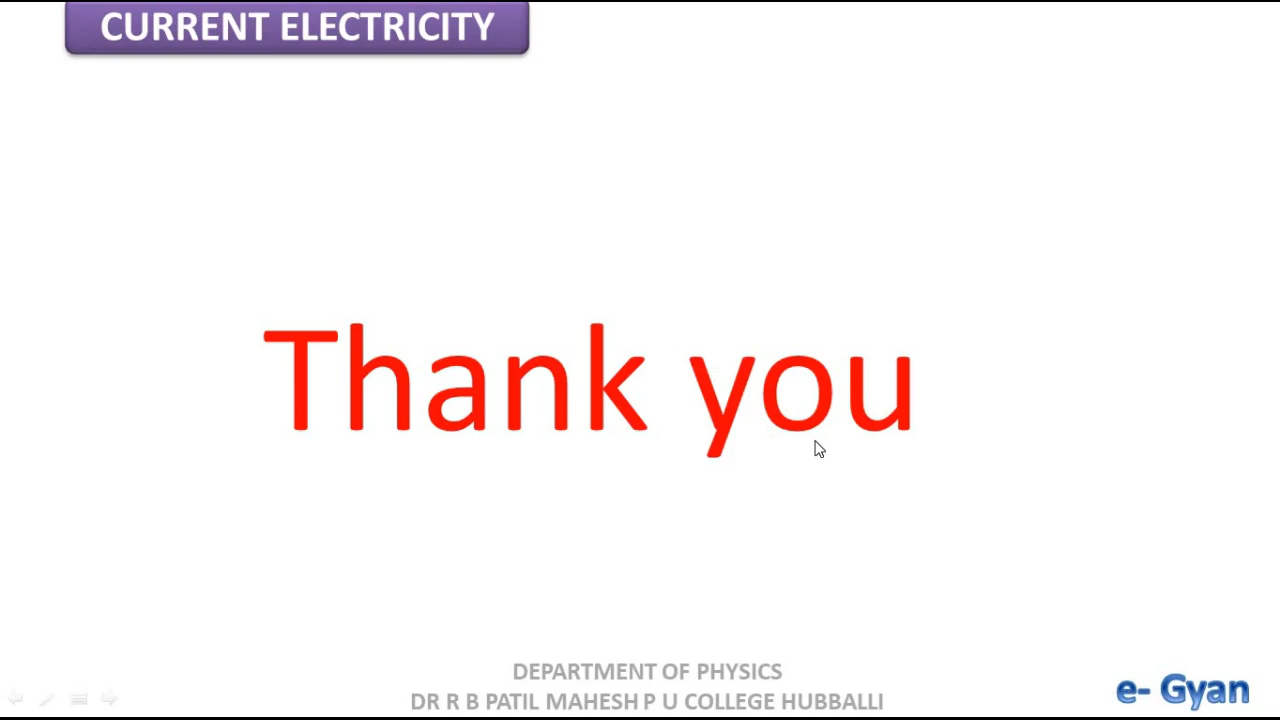 CURRENT ELECTRICITY
Thank you
DEPARTMENT OF PHYSICS
DR R B PATIL MAHESH P U COLLEGE HUBBALLI
e- Gyan